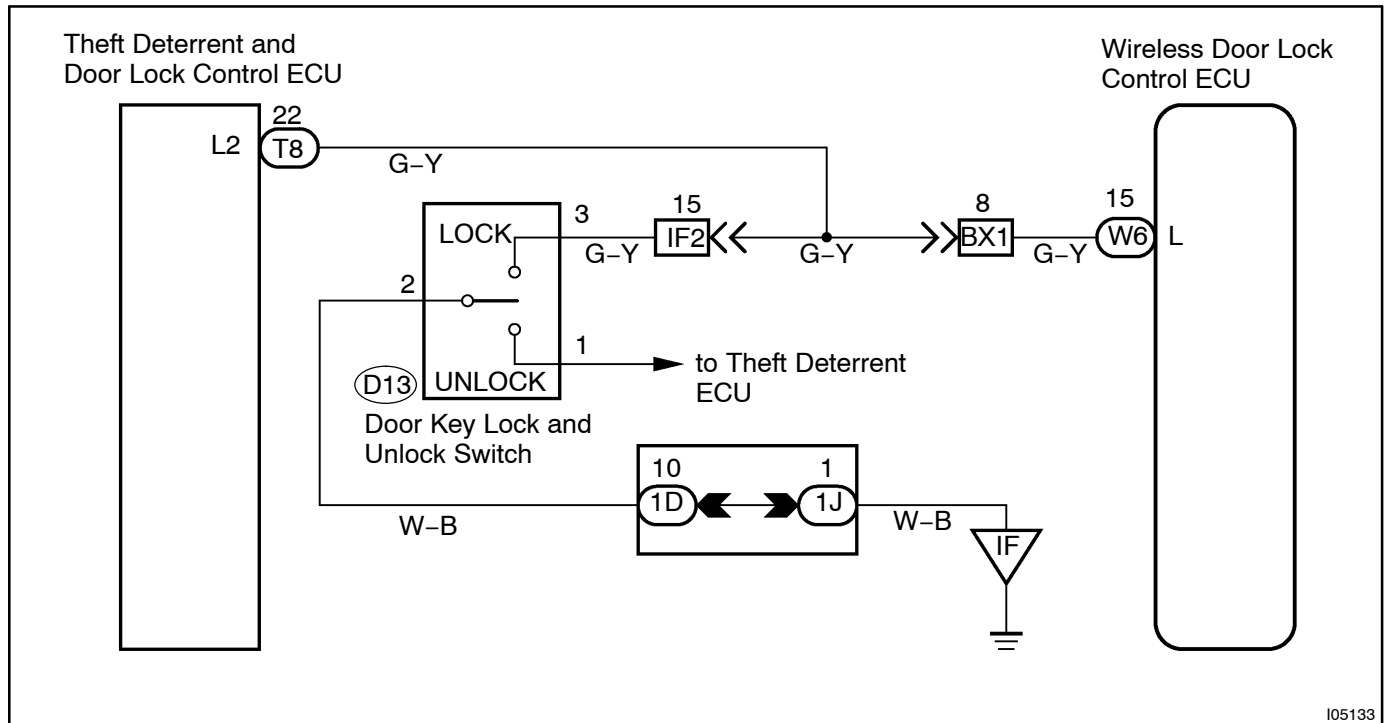 Theft Deterrent and
Door Lock Control ECU
Wireless Door Lock
Control ECU
22
L2
T8
G–Y
15
8
15
3
LOCK
IF2
BX1
W6
L
G–Y
G–Y
G–Y
2
1
to Theft Deterrent
ECU
D13
UNLOCK
Door Key Lock and
Unlock Switch
10
1
1D
1J
W–B
W–B
IF
I05133